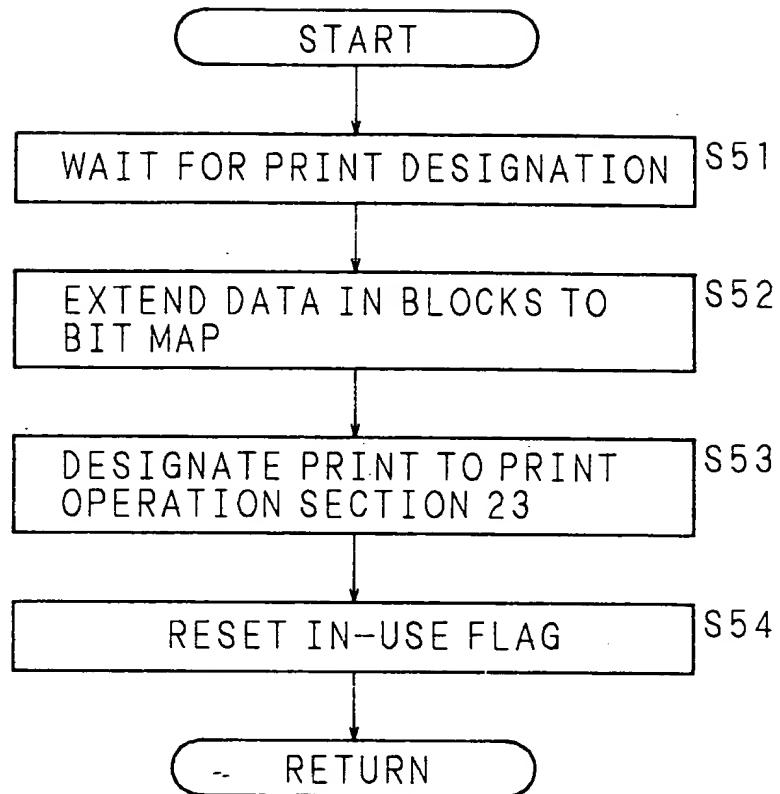 START
WAIT FOR PRINT DESIGNATION S51
EXTEND DATA IN BLOCKS TO S52
BIT MAP
DESIGNATE PRINT TO PRINT S53
OPERATION SECTION 23
RESET IN-USE FLAG S54
RETURN